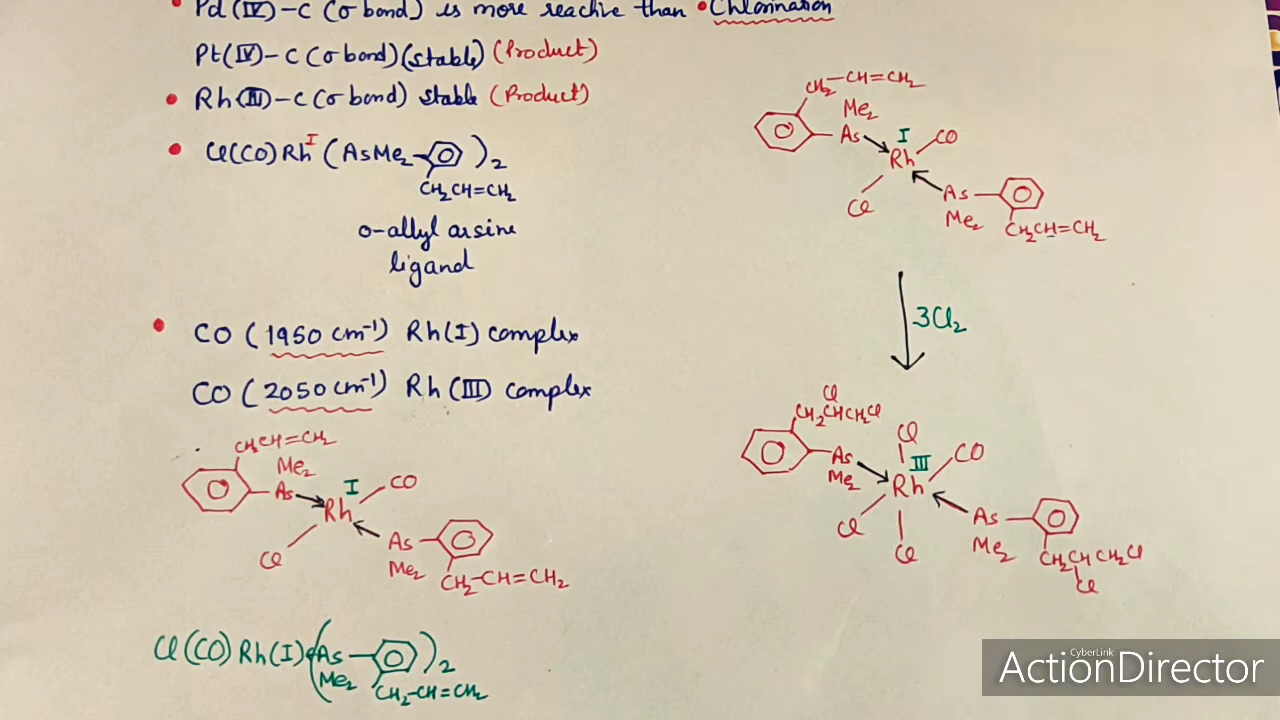 • Pd(IV)-C (σ bond) is more reactive than
Pt(IV)-C (σ bond) (stable) (Product)
• Rh(III)-C (σ bond) stable (Product)
• Cl(CO)RhI(AsMe2-)2
CH2CH=CH2
o-allyl arsine
ligand
• CO (1950 cm-1) Rh(I) complex
CO (2050 cm-1) Rh(III) complex
CH2CH=CH2
Me2
As
I
Rh
CO
Cl
As
Me2
CH2-CH=CH2
Cl(CO)Rh(I)(As-)2
Me2
CH2-CH=CH2
• Chlorination
CH2-CH=CH2
Me2
As
I
CO
Rh
Cl
As
Me2
CH2CH=CH2
3Cl2
Cl
CH2CHCH2Cl
Cl
As
Me2
III
Rh
CO
Cl
Cl
As
Me2
CH2CHCH2Cl
Cl
CyberLink
ActionDirector